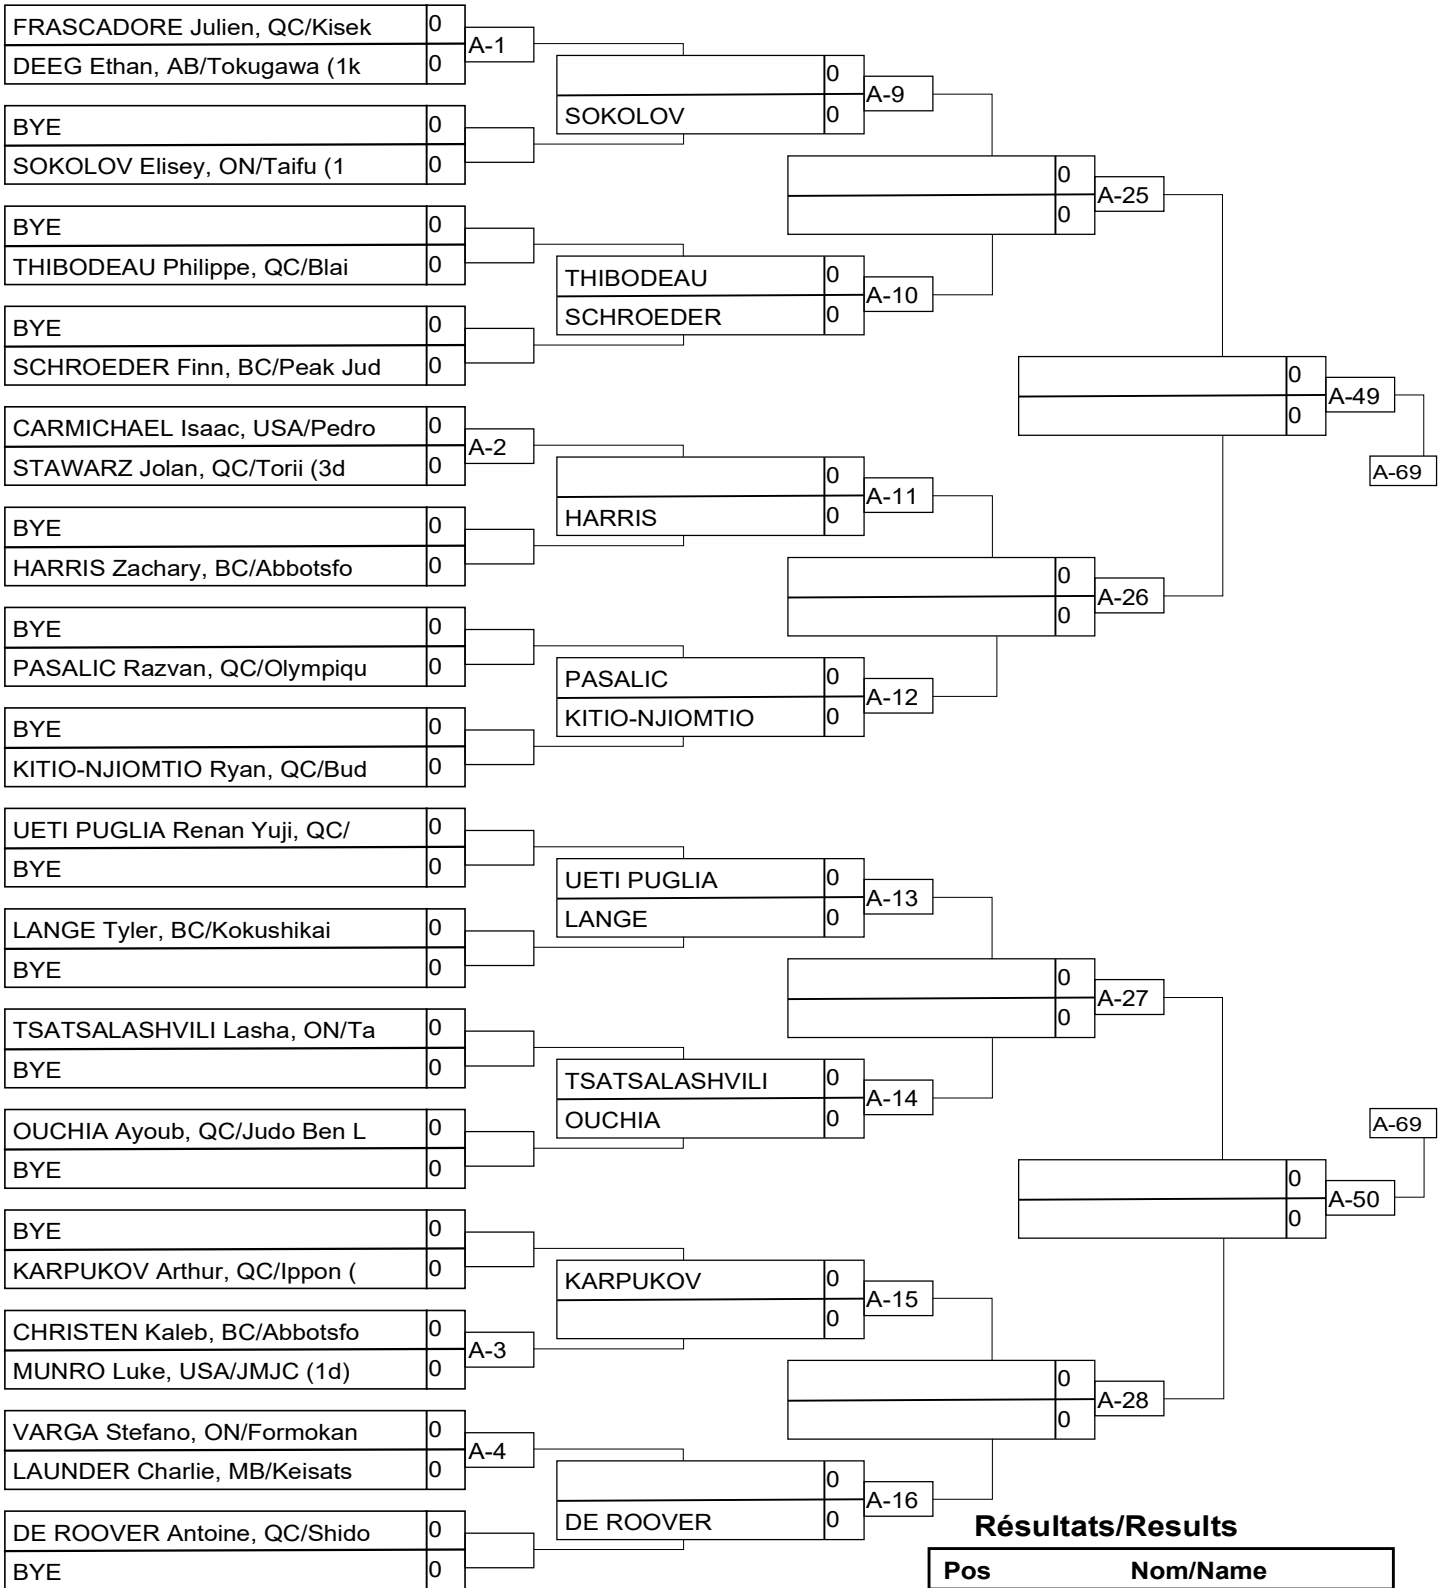 FRASCADORE Julien, QC/Kisek 0
DEEG Ethan, AB/Tokugawa (1k 0
A-1
BYE 0
SOKOLOV Elisey, ON/Taifu (1 0
BYE 0
THIBODEAU Philippe, QC/Blai 0
BYE 0
SCHROEDER Finn, BC/Peak Jud 0
CARMICHAEL Isaac, USA/Pedro 0
STAWARZ Jolan, QC/Torii (3d 0
A-2
BYE 0
HARRIS Zachary, BC/Abbotsfo 0
BYE 0
PASALIC Razvan, QC/Olympiqu 0
BYE 0
KITIO-NJIOMTIO Ryan, QC/Bud 0
UETI PUGLIA Renan Yuji, QC/ 0
BYE 0
LANGE Tyler, BC/Kokushikai 0
BYE 0
TSATSALASHVILI Lasha, ON/Ta 0
BYE 0
OUCHIA Ayoub, QC/Judo Ben L 0
BYE 0
BYE 0
KARPUKOV Arthur, QC/Ippon ( 0
CHRISTEN Kaleb, BC/Abbotsfo 0
MUNRO Luke, USA/JMJC (1d) 0
A-3
VARGA Stefano, ON/Formokan 0
LAUNDER Charlie, MB/Keisats 0
A-4
DE ROOVER Antoine, QC/Shido 0
BYE 0
0
SOKOLOV 0
A-9
THIBODEAU 0
SCHROEDER 0
A-10
0
HARRIS 0
A-11
PASALIC 0
KITIO-NJIOMTIO 0
A-12
UETI PUGLIA 0
LANGE 0
A-13
TSATSALASHVILI 0
OUCHIA 0
A-14
KARPUKOV 0
0
A-15
0
DE ROOVER 0
A-16
0
0
A-25
0
0
A-26
0
0
A-27
0
0
A-28
0
0
A-49
A-69
A-69
0
0
A-50
Résultats/Results
Pos Nom/Name